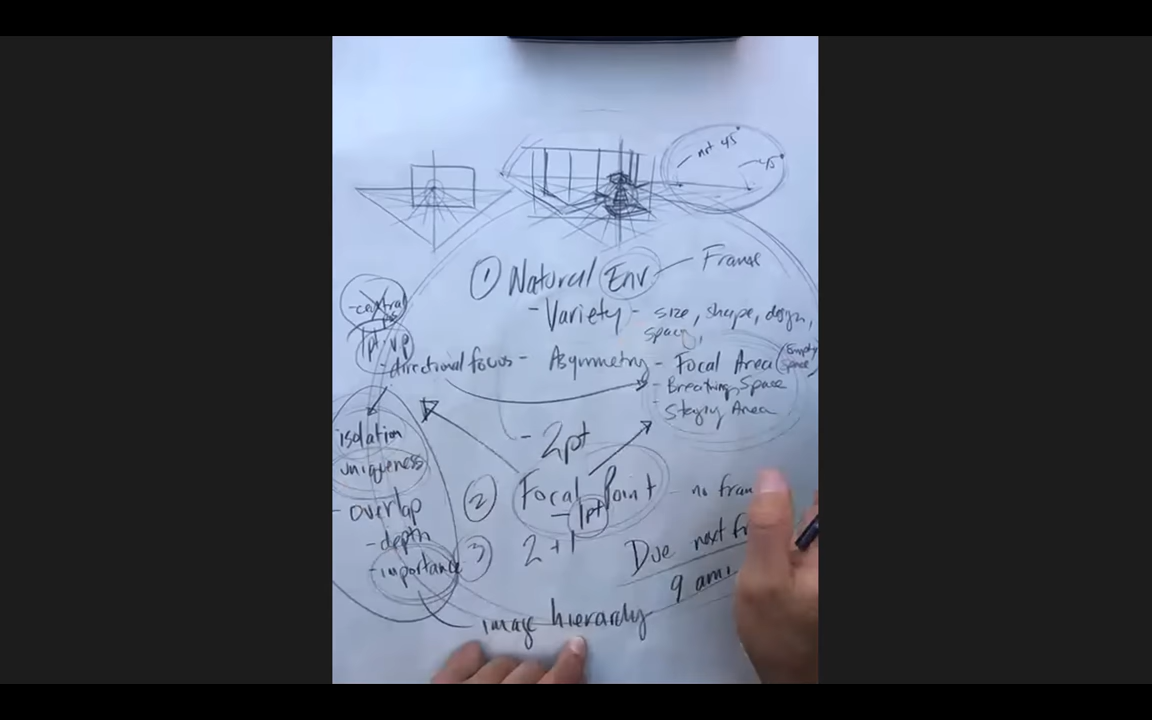 not 45°
45°
① Natural Env — Frame
- Variety - size, shape, design,
spacing,
- central
1pt vp
- directional focus - Asymmetry - Focal Area (Empty Space)
- Breathing Space
- Staging Area
isolation
uniqueness
- overlap
- depth
- importance
- 2pt
② Focal Point - no fram
- 1pt
③ 2 + 1
Due next fr
9 am!
image hierarchy